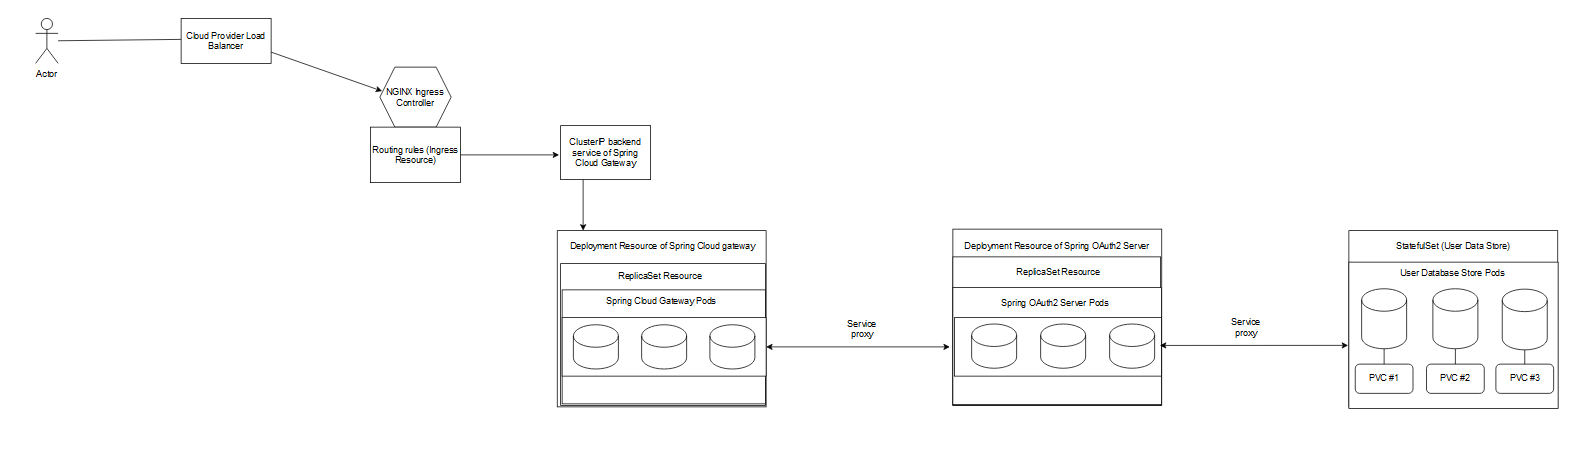 Actor
Cloud Provider Load
Balancer
NGINX Ingress
Controller
Routing rules (Ingress
Resource)
ClusterIP backend
service of Spring
Cloud Gateway
Deployment Resource of Spring Cloud gateway
ReplicaSet Resource
Spring Cloud Gateway Pods
Service
proxy
Deployment Resource of Spring OAuth2 Server
ReplicaSet Resource
Spring OAuth2 Server Pods
Service
proxy
StatefulSet (User Data Store)
User Database Store Pods
PVC #1
PVC #2
PVC #3